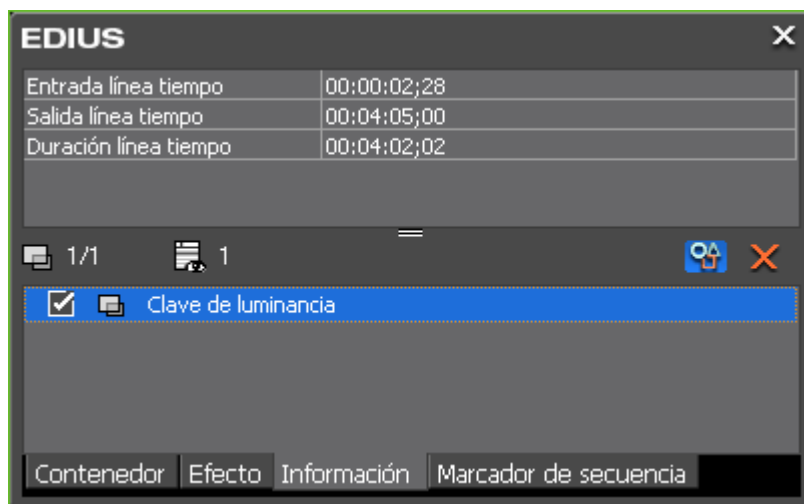 EDIUS
Entrada línea tiempo 00:00:02;28
Salida línea tiempo 00:04:05;00
Duración línea tiempo 00:04:02;02
1/1 1
Clave de luminancia
Contenedor Efecto Información Marcador de secuencia